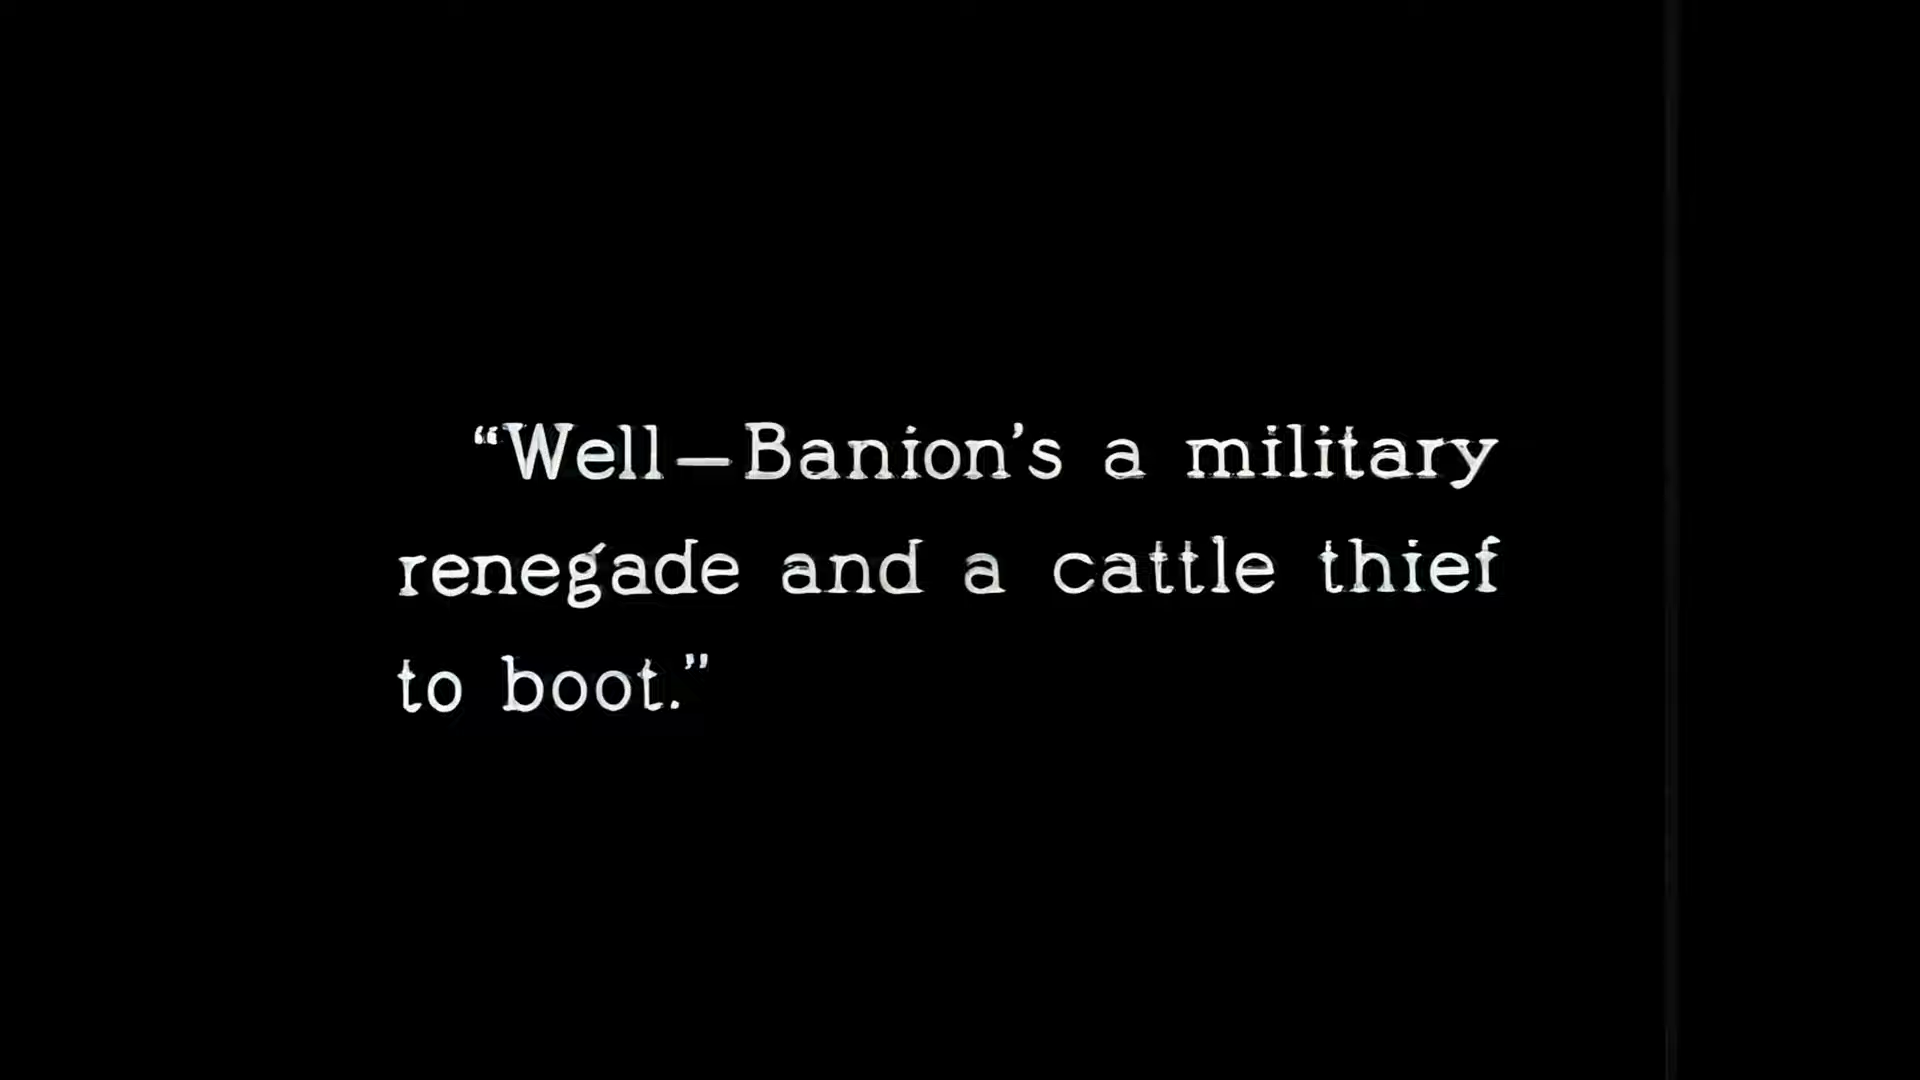 “Well—Banion’s a military
renegade and a cattle thief
to boot.”